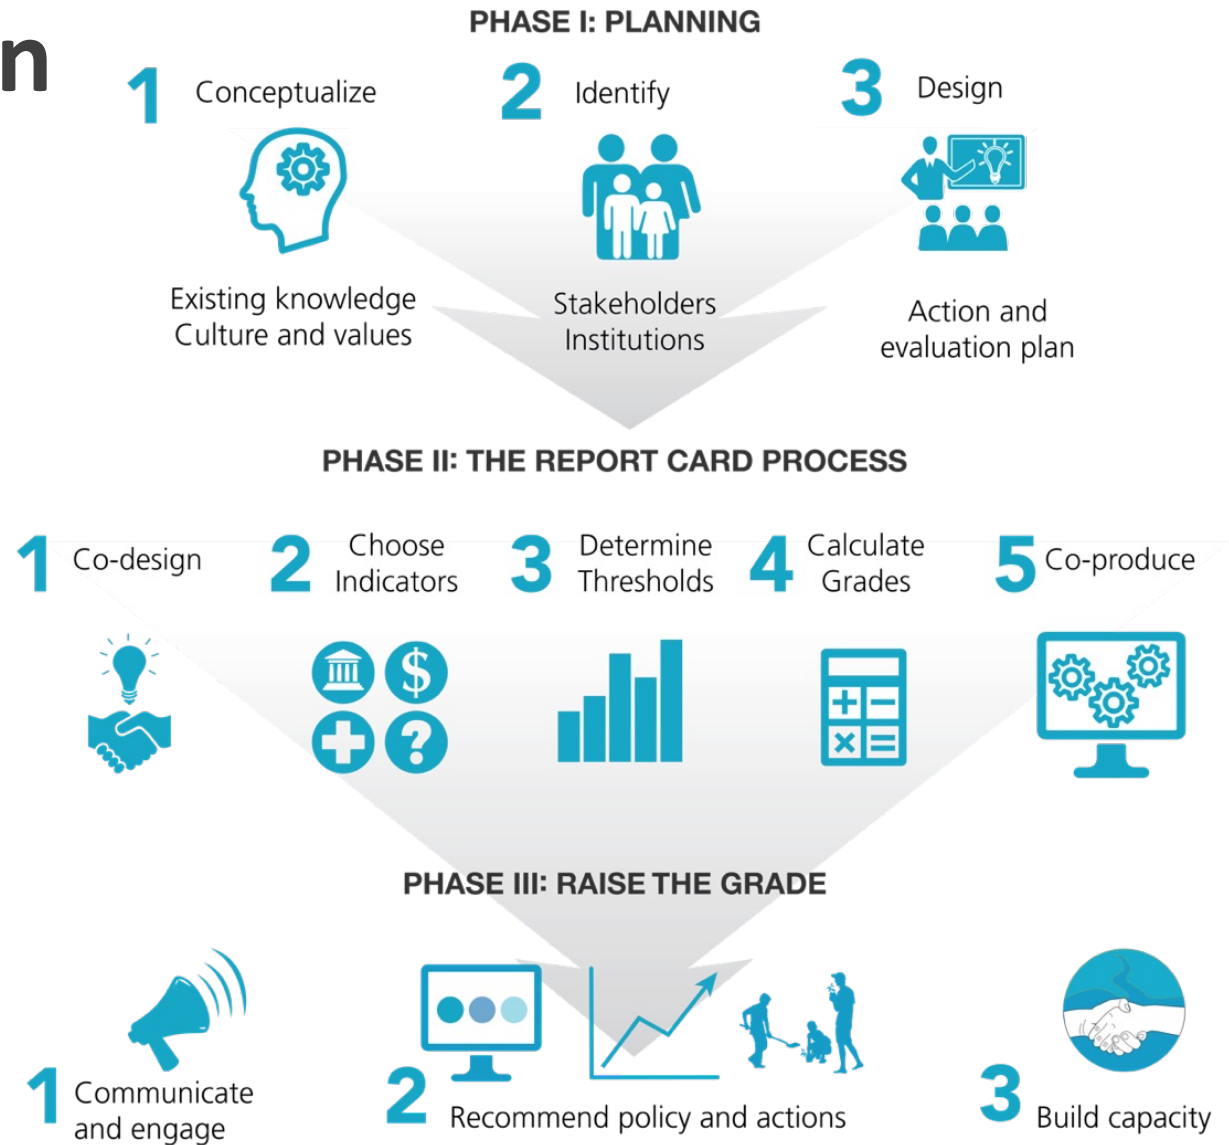 n
PHASE I: PLANNING
1 Conceptualize
2 Identify
3 Design
Existing knowledge
Culture and values
Stakeholders
Institutions
Action and
evaluation plan
PHASE II: THE REPORT CARD PROCESS
1 Co-design
2 Choose
Indicators
3 Determine
Thresholds
4 Calculate
Grades
5 Co-produce
$
?
+ −
× =
PHASE III: RAISE THE GRADE
1 Communicate
and engage
2 Recommend policy and actions
3 Build capacity